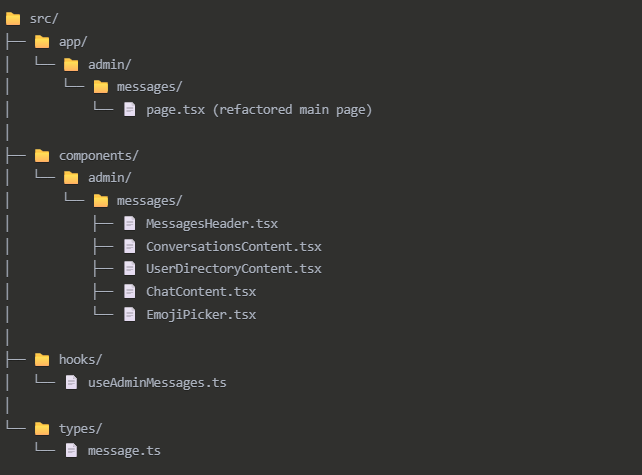 src/
├── app/
│   └── admin/
│       └── messages/
│           └── page.tsx (refactored main page)
│
├── components/
│   └── admin/
│       └── messages/
│           ├── MessagesHeader.tsx
│           ├── ConversationsContent.tsx
│           ├── UserDirectoryContent.tsx
│           ├── ChatContent.tsx
│           └── EmojiPicker.tsx
│
├── hooks/
│   └── useAdminMessages.ts
│
└── types/
    └── message.ts